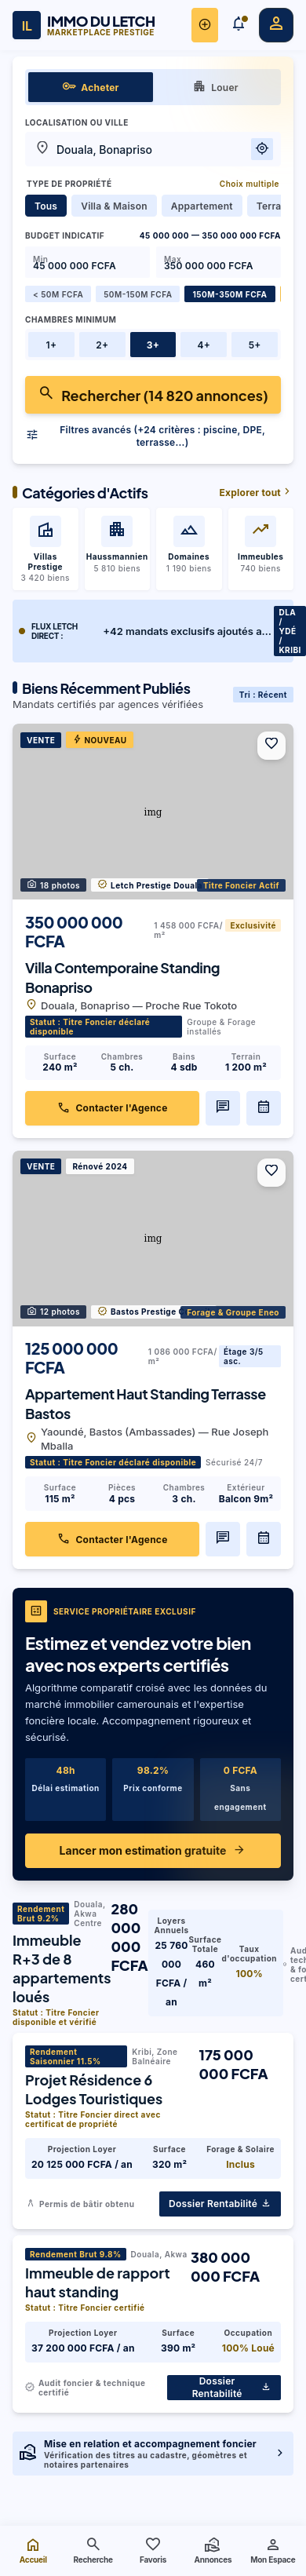 IL
IMMO DU LETCH
MARKETPLACE PRESTIGE
Acheter
Louer
LOCALISATION OU VILLE
Douala, Bonapriso
TYPE DE PROPRIÉTÉ
Choix multiple
Tous
Villa & Maison
Appartement
Terra
BUDGET INDICATIF
45 000 000 — 350 000 000 FCFA
Min
45 000 000 FCFA
Max
350 000 000 FCFA
< 50M FCFA
50M-150M FCFA
150M-350M FCFA
CHAMBRES MINIMUM
1+
2+
3+
4+
5+
Rechercher (14 820 annonces)
Filtres avancés (+24 critères : piscine, DPE,
terrasse...)
Catégories d'Actifs
Explorer tout
Villas
Prestige
3 420 biens
Haussmannien
5 810 biens
Domaines
1 190 biens
Immeubles
740 biens
FLUX LETCH
DIRECT :
+42 mandats exclusifs ajoutés a...
DLA
/
YDÉ
/
KRIBI
Biens Récemment Publiés
Mandats certifiés par agences vérifiées
Tri : Récent
VENTE
NOUVEAU
img
18 photos
Letch Prestige Doual
Titre Foncier Actif
350 000 000
FCFA
1 458 000 FCFA/
m²
Exclusivité
Villa Contemporaine Standing
Bonapriso
Douala, Bonapriso — Proche Rue Tokoto
Statut : Titre Foncier déclaré
disponible
Groupe & Forage
installés
Surface
240 m²
Chambres
5 ch.
Bains
4 sdb
Terrain
1 200 m²
Contacter l'Agence
VENTE
Rénové 2024
img
12 photos
Bastos Prestige
Forage & Groupe Eneo
125 000 000
FCFA
1 086 000 FCFA/
m²
Étage 3/5
asc.
Appartement Haut Standing Terrasse
Bastos
Yaoundé, Bastos (Ambassades) — Rue Joseph
Mballa
Statut : Titre Foncier déclaré disponible
Sécurisé 24/7
Surface
115 m²
Pièces
4 pcs
Chambres
3 ch.
Extérieur
Balcon 9m²
Contacter l'Agence
SERVICE PROPRIÉTAIRE EXCLUSIF
Estimez et vendez votre bien
avec nos experts certifiés
Algorithme comparatif croisé avec les données du
marché immobilier camerounais et l'expertise
foncière locale. Accompagnement rigoureux et
sécurisé.
48h
Délai estimation
98.2%
Prix conforme
0 FCFA
Sans
engagement
Lancer mon estimation gratuite
Rendement
Brut 9.2%
Douala,
Akwa
Centre
Immeuble
R+3 de 8
appartements
loués
Statut : Titre Foncier
disponible et vérifié
280
000
000
FCFA
Loyers
Annuels
25 760
000
FCFA /
an
Surface
Totale
460
m²
Taux
d'occupation
100%
Aud
tech
& fo
cert
Rendement
Saisonnier 11.5%
Kribi, Zone
Balnéaire
Projet Résidence 6
Lodges Touristiques
Statut : Titre Foncier direct avec
certificat de propriété
175 000
000 FCFA
Projection Loyer
20 125 000 FCFA / an
Surface
320 m²
Forage & Solaire
Inclus
Permis de bâtir obtenu
Dossier Rentabilité
Rendement Brut 9.8%
Douala, Akwa
Immeuble de rapport
haut standing
Statut : Titre Foncier certifié
380 000
000 FCFA
Projection Loyer
37 200 000 FCFA / an
Surface
390 m²
Occupation
100% Loué
Audit foncier & technique
certifié
Dossier
Rentabilité
Mise en relation et accompagnement foncier
Vérification des titres au cadastre, géomètres et
notaires partenaires
Accueil
Recherche
Favoris
Annonces
Mon Espace